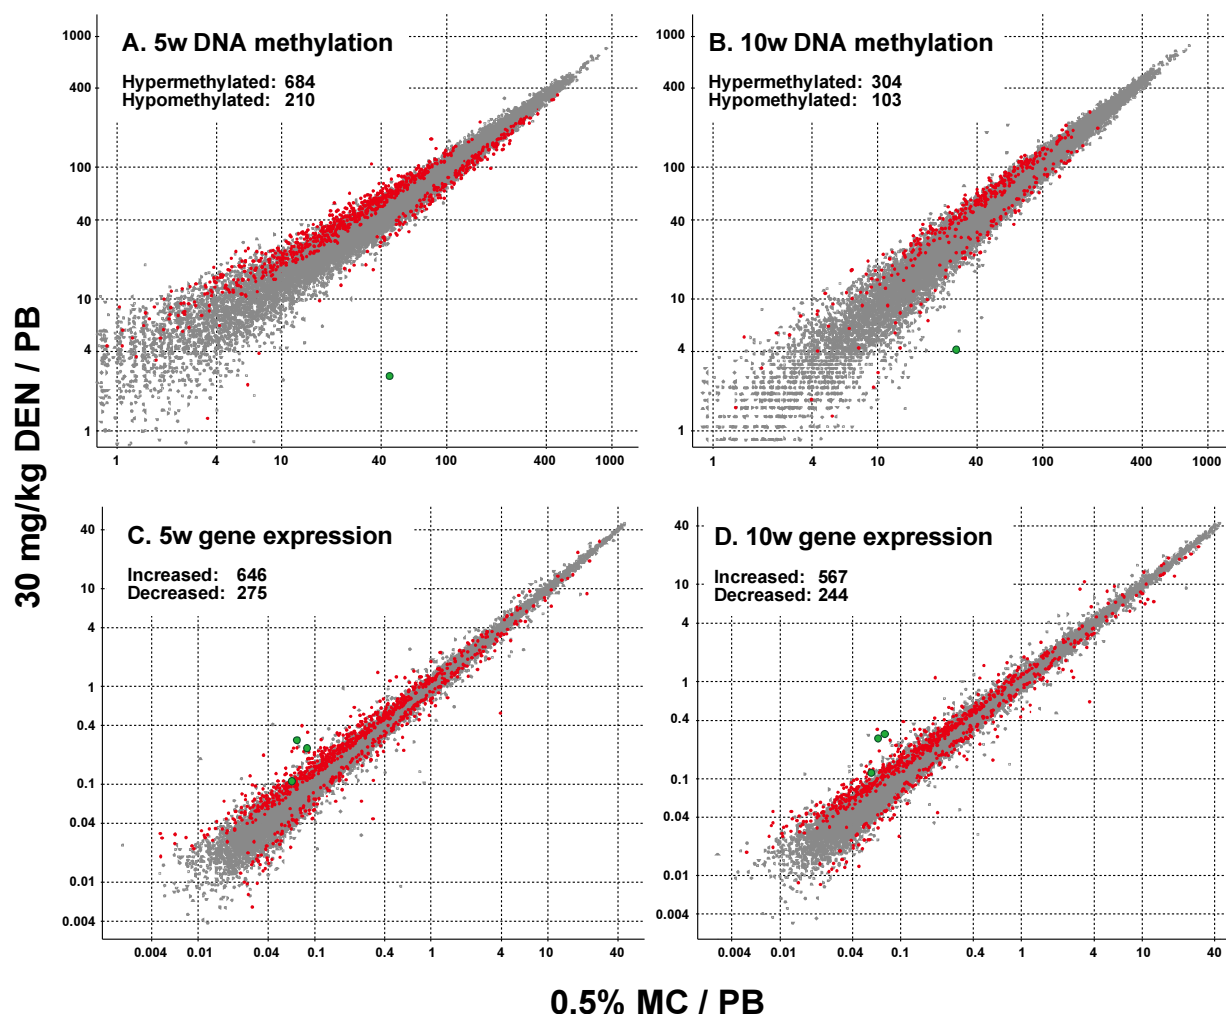 30 mg/kg DEN / PB
A. 5w DNA methylation
Hypermethylated: 684
Hypomethylated: 210
1000
400
100
40
10
4
1
1 4 10 40 100 400 1000
B. 10w DNA methylation
Hypermethylated: 304
Hypomethylated: 103
1000
400
100
40
10
4
1
1 4 10 40 100 400 1000
C. 5w gene expression
Increased: 646
Decreased: 275
40
10
4
1
0.4
0.1
0.04
0.01
0.004
0.004 0.01 0.04 0.1 0.4 1 4 10 40
D. 10w gene expression
Increased: 567
Decreased: 244
40
10
4
1
0.4
0.1
0.04
0.01
0.004
0.004 0.01 0.04 0.1 0.4 1 4 10 40
0.5% MC / PB